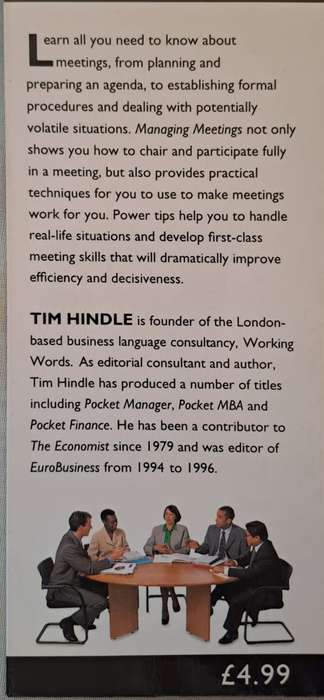 Learn all you need to know about
meetings, from planning and
preparing an agenda, to establishing formal
procedures and dealing with potentially
volatile situations. Managing Meetings not only
shows you how to chair and participate fully
in a meeting, but also provides practical
techniques for you to use to make meetings
work for you. Power tips help you to handle
real-life situations and develop first-class
meeting skills that will dramatically improve
efficiency and decisiveness.
TIM HINDLE is founder of the London-
based business language consultancy, Working
Words. As editorial consultant and author,
Tim Hindle has produced a number of titles
including Pocket Manager, Pocket MBA and
Pocket Finance. He has been a contributor to
The Economist since 1979 and was editor of
EuroBusiness from 1994 to 1996.
£4.99